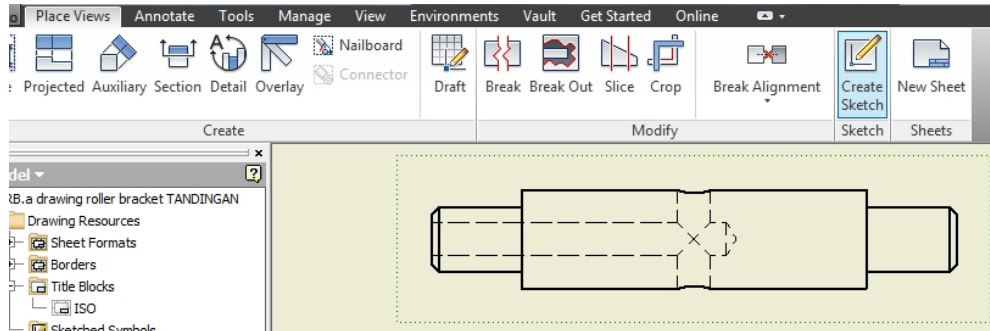 Place Views Annotate Tools Manage View Environments Vault Get Started Online
Nailboard
Connector
Projected Auxiliary Section Detail Overlay Draft Break Break Out Slice Crop Break Alignment Create Sketch New Sheet
Create Modify Sketch Sheets
RB.a drawing roller bracket TANDINGAN
Drawing Resources
Sheet Formats
Borders
Title Blocks
ISO
Sketched Symbols